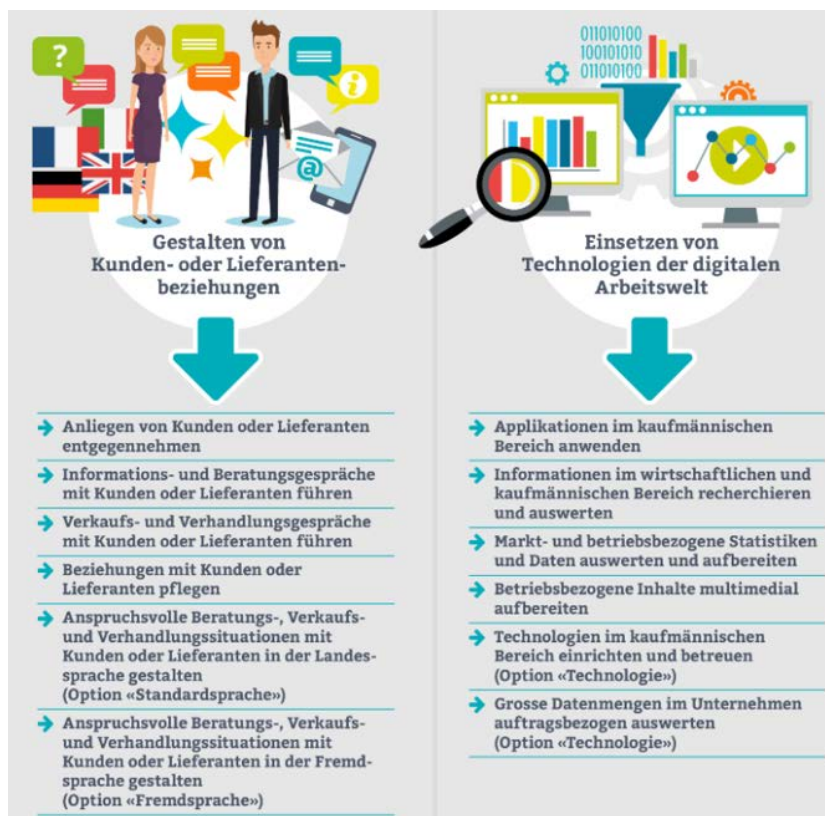 ?
i
@
Gestalten von
Kunden- oder Lieferanten-
beziehungen
Anliegen von Kunden oder Lieferanten
entgegennehmen
Informations- und Beratungsgespräche
mit Kunden oder Lieferanten führen
Verkaufs- und Verhandlungsgespräche
mit Kunden oder Lieferanten führen
Beziehungen mit Kunden oder
Lieferanten pflegen
Anspruchsvolle Beratungs-, Verkaufs-
und Verhandlungssituationen mit
Kunden oder Lieferanten in der Landes-
sprache gestalten
(Option «Standardsprache»)
Anspruchsvolle Beratungs-, Verkaufs-
und Verhandlungssituationen mit
Kunden oder Lieferanten in der Fremd-
sprache gestalten
(Option «Fremdsprache»)
011010100
100101010
011010100
Einsetzen von
Technologien der digitalen
Arbeitswelt
Applikationen im kaufmännischen
Bereich anwenden
Informationen im wirtschaftlichen und
kaufmännischen Bereich recherchieren
und auswerten
Markt- und betriebsbezogene Statistiken
und Daten auswerten und aufbereiten
Betriebsbezogene Inhalte multimedial
aufbereiten
Technologien im kaufmännischen
Bereich einrichten und betreuen
(Option «Technologie»)
Grosse Datenmengen im Unternehmen
auftragsbezogen auswerten
(Option «Technologie»)